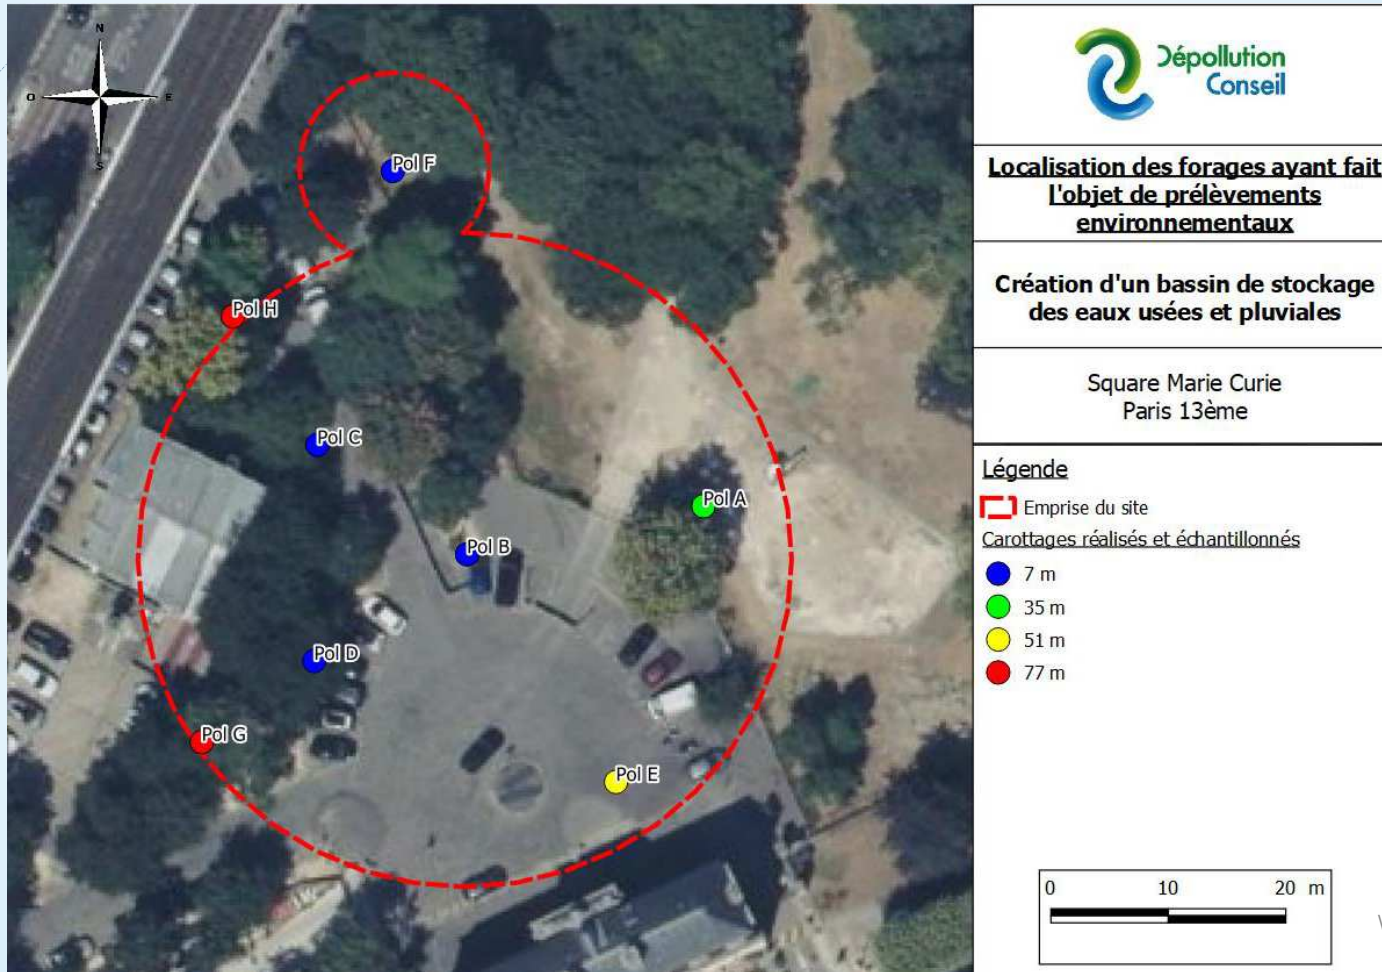 N
O
E
S
Pol F
Pol H
Pol C
Pol A
Pol B
Pol D
Pol G
Pol E
Dépollution
Conseil
Localisation des forages ayant fait
l'objet de prélèvements
environnementaux
Création d'un bassin de stockage
des eaux usées et pluviales
Square Marie Curie
Paris 13ème
Légende
Emprise du site
Carottages réalisés et échantillonnés
7 m
35 m
51 m
77 m
0 10 20 m